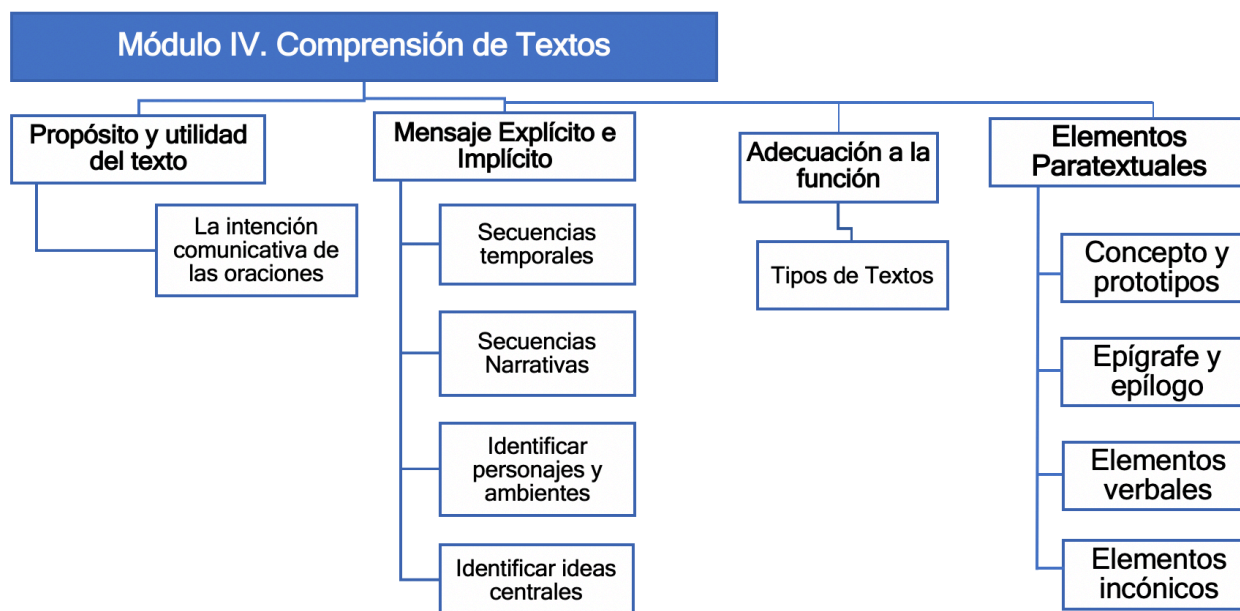 Módulo IV. Comprensión de Textos
Propósito y utilidad
del texto
La intención
comunicativa de
las oraciones
Mensaje Explícito e
Implícito
Secuencias
temporales
Secuencias
Narrativas
Identificar
personajes y
ambientes
Identificar ideas
centrales
Adecuación a la
función
Tipos de Textos
Elementos
Paratextuales
Concepto y
prototipos
Epígrafe y
epílogo
Elementos
verbales
Elementos
incónicos